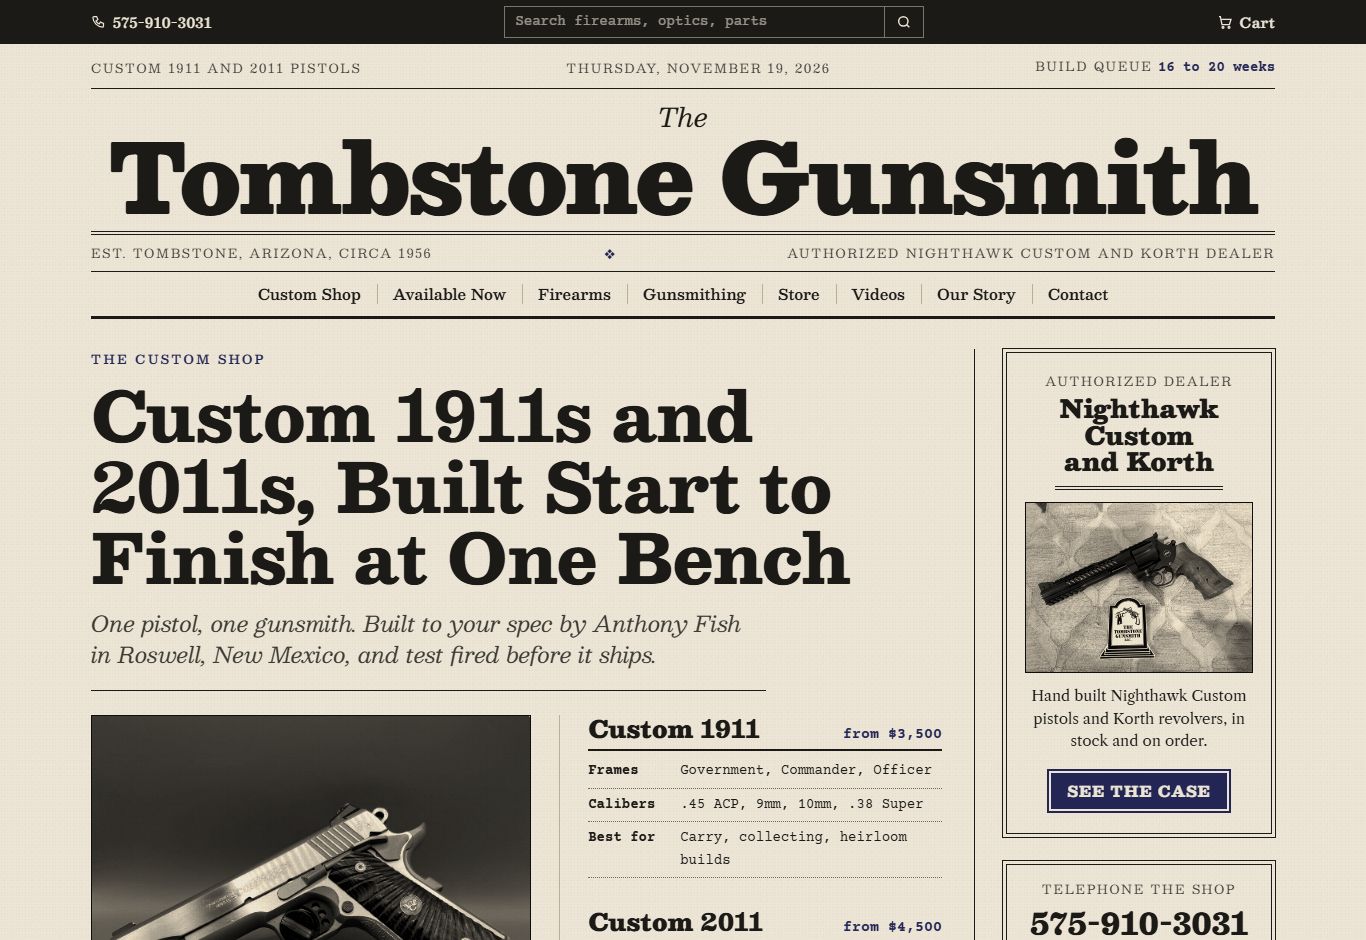 575-910-3031
Search firearms, optics, parts
Cart
CUSTOM 1911 AND 2011 PISTOLS
THURSDAY, NOVEMBER 19, 2026
BUILD QUEUE 16 to 20 weeks
The
Tombstone Gunsmith
EST. TOMBSTONE, ARIZONA, CIRCA 1956
AUTHORIZED NIGHTHAWK CUSTOM AND KORTH DEALER
Custom Shop
Available Now
Firearms
Gunsmithing
Store
Videos
Our Story
Contact
THE CUSTOM SHOP
Custom 1911s and
2011s, Built Start to
Finish at One Bench
One pistol, one gunsmith. Built to your spec by Anthony Fish
in Roswell, New Mexico, and test fired before it ships.
Custom 1911
from $3,500
Frames Government, Commander, Officer
Calibers .45 ACP, 9mm, 10mm, .38 Super
Best for Carry, collecting, heirloom
builds
Custom 2011
from $4,500
AUTHORIZED DEALER
Nighthawk
Custom
and Korth
THE
TOMBSTONE
GUNSMITH
Hand built Nighthawk Custom
pistols and Korth revolvers, in
stock and on order.
SEE THE CASE
TELEPHONE THE SHOP
575-910-3031